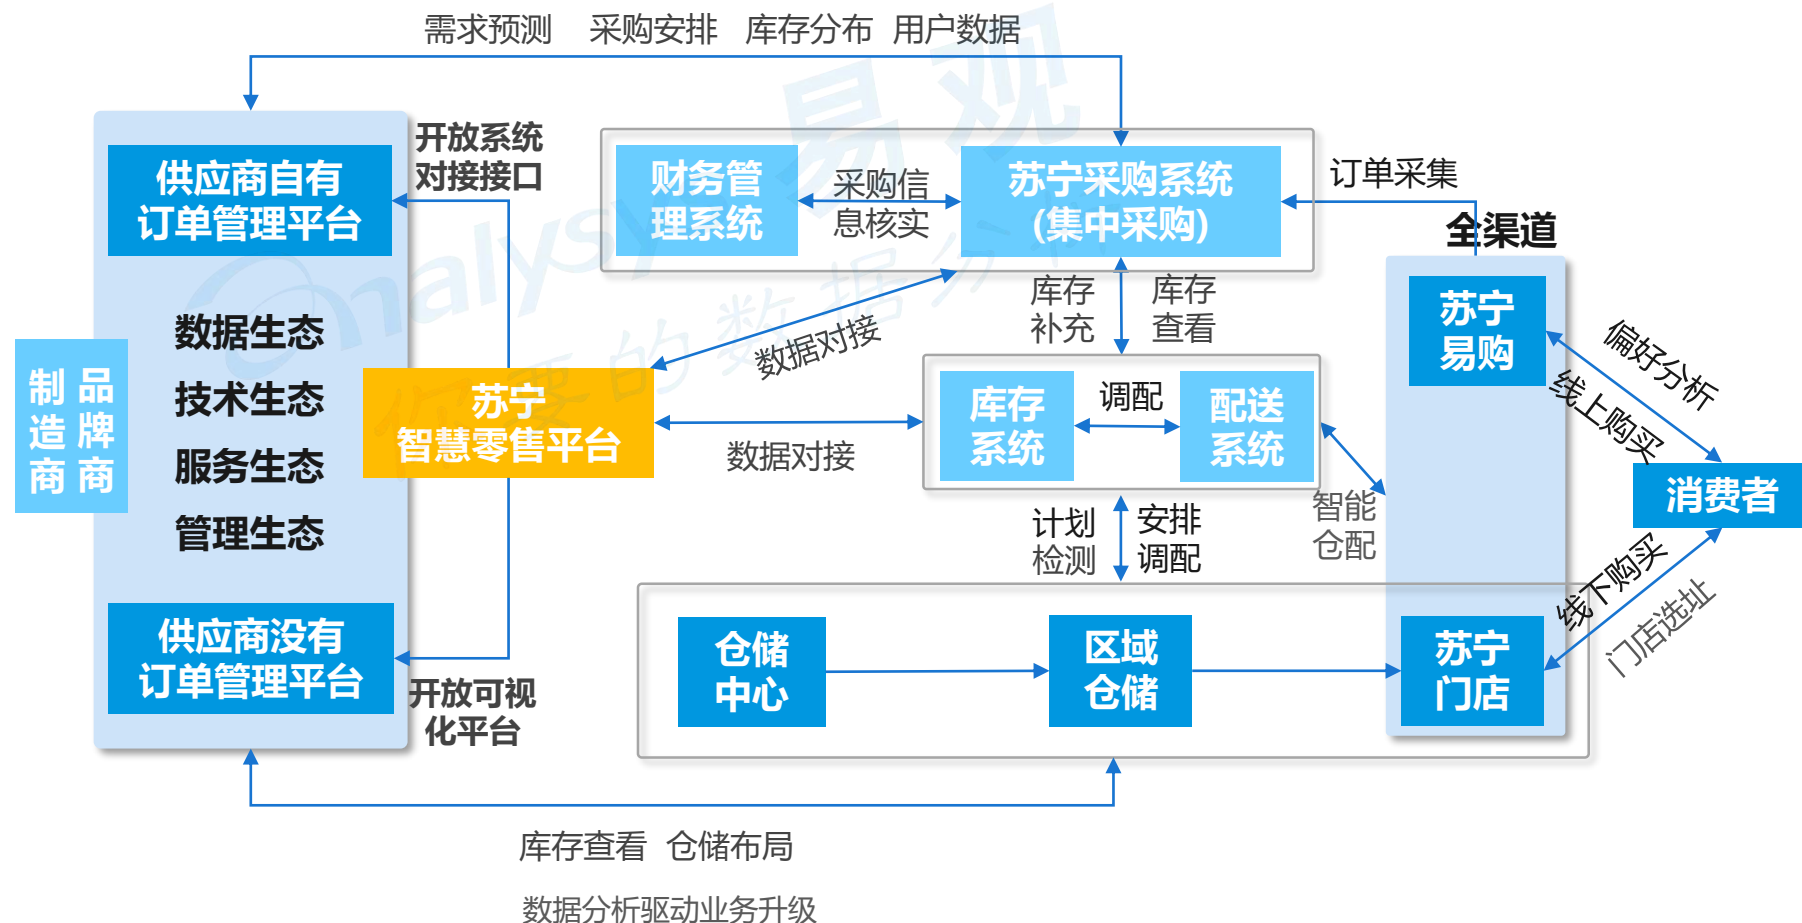 需求预测 采购安排 库存分布 用户数据
开放系统
对接接口
供应商自有
订单管理平台
财务管
理系统
采购信
息核实
苏宁采购系统
(集中采购)
订单采集
全渠道
数据生态
技术生态
服务生态
管理生态
制造商
品牌商
苏宁
智慧零售平台
数据对接
数据对接
库存
补充
库存
查看
库存
系统
调配
配送
系统
苏宁
易购
偏好分析
线上购买
消费者
智能
仓配
计划
检测
安排
调配
线下购买
门店选址
供应商没有
订单管理平台
开放可视
化平台
仓储
中心
区域
仓储
苏宁
门店
库存查看 仓储布局
数据分析驱动业务升级
易观
analysys
你要的数据分析